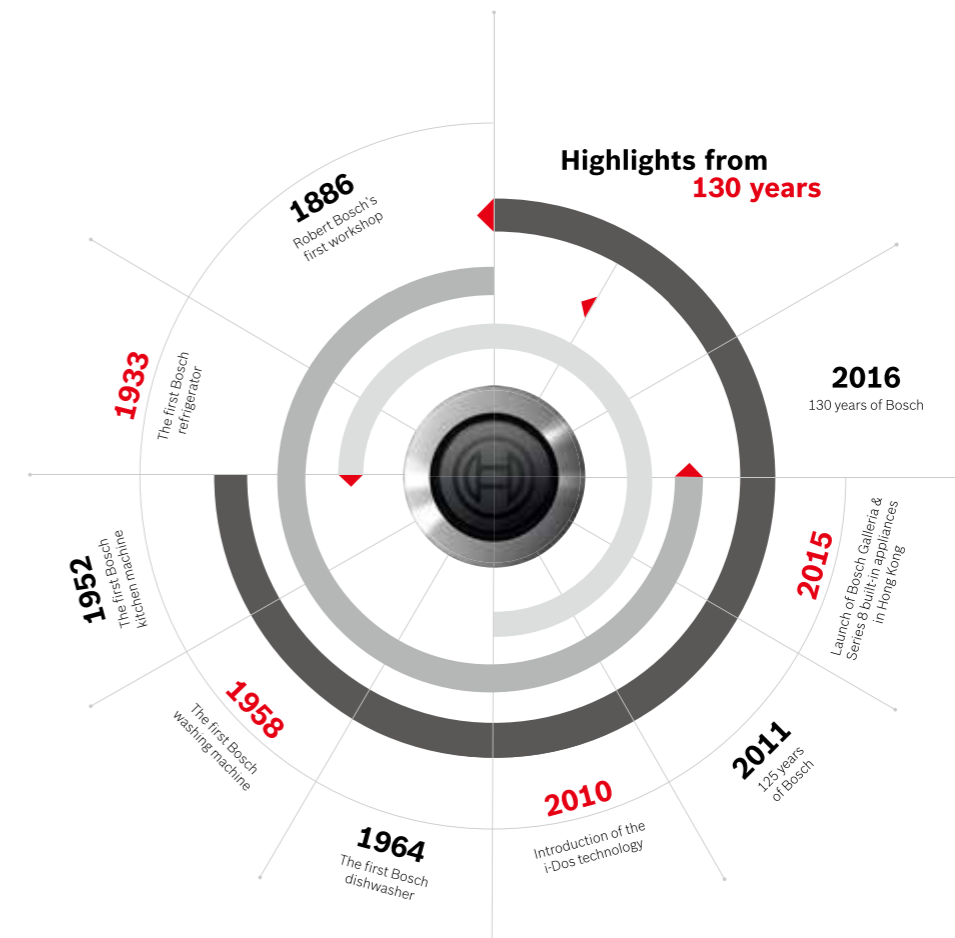 Highlights from
130 years
1886
Robert Bosch's
first workshop
1933
The first Bosch
refrigerator
1952
The first Bosch
kitchen machine
1958
The first Bosch
washing machine
1964
The first Bosch
dishwasher
2010
Introduction of the
i-Dos technology
2011
125 years
of Bosch
2015
Launch of Bosch Galleria &
Series 8 built-in appliances
in Hong Kong
2016
130 years of Bosch